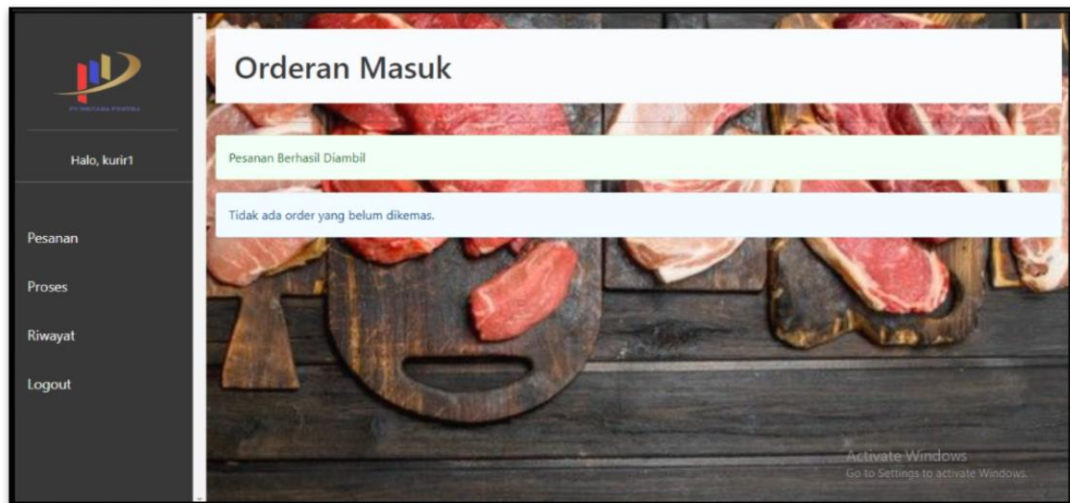 Halo, kurir1
Pesanan
Proses
Riwayat
Logout
Orderan Masuk
Pesanan Berhasil Diambil
Tidak ada order yang belum dikemas.
Activate Windows
Go to Settings to activate Windows.